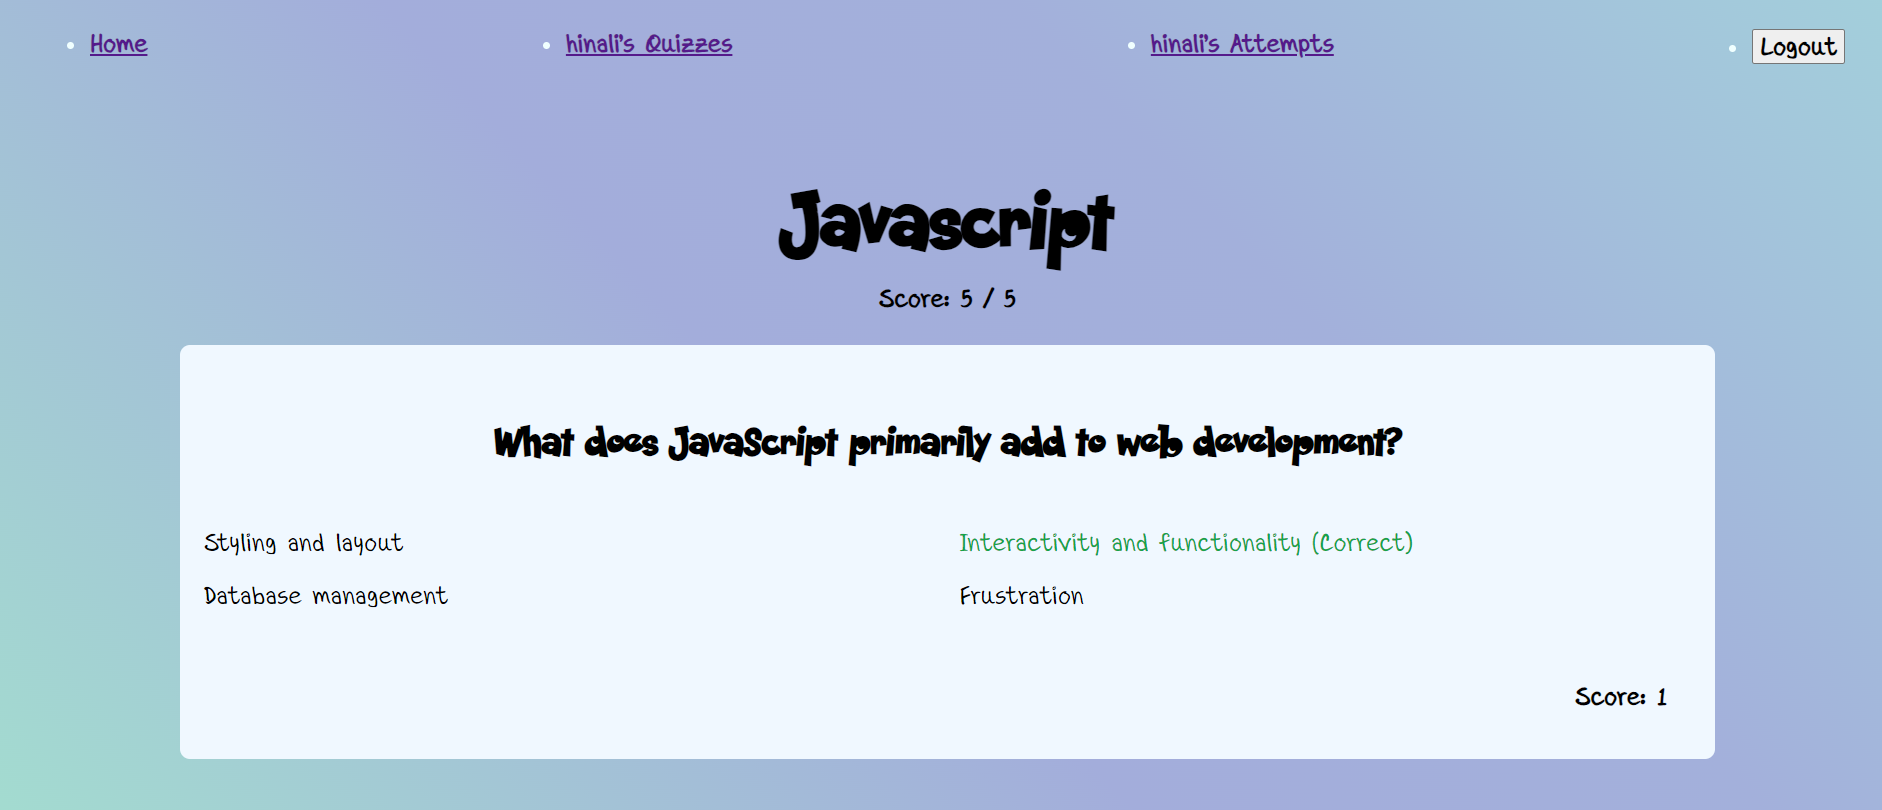 Home
hinali's Quizzes
hinali's Attempts
Logout
Javascript
Score: 5 / 5
What does JavaScript primarily add to web development?
Styling and layout
Interactivity and functionality (Correct)
Database management
Frustration
Score: 1